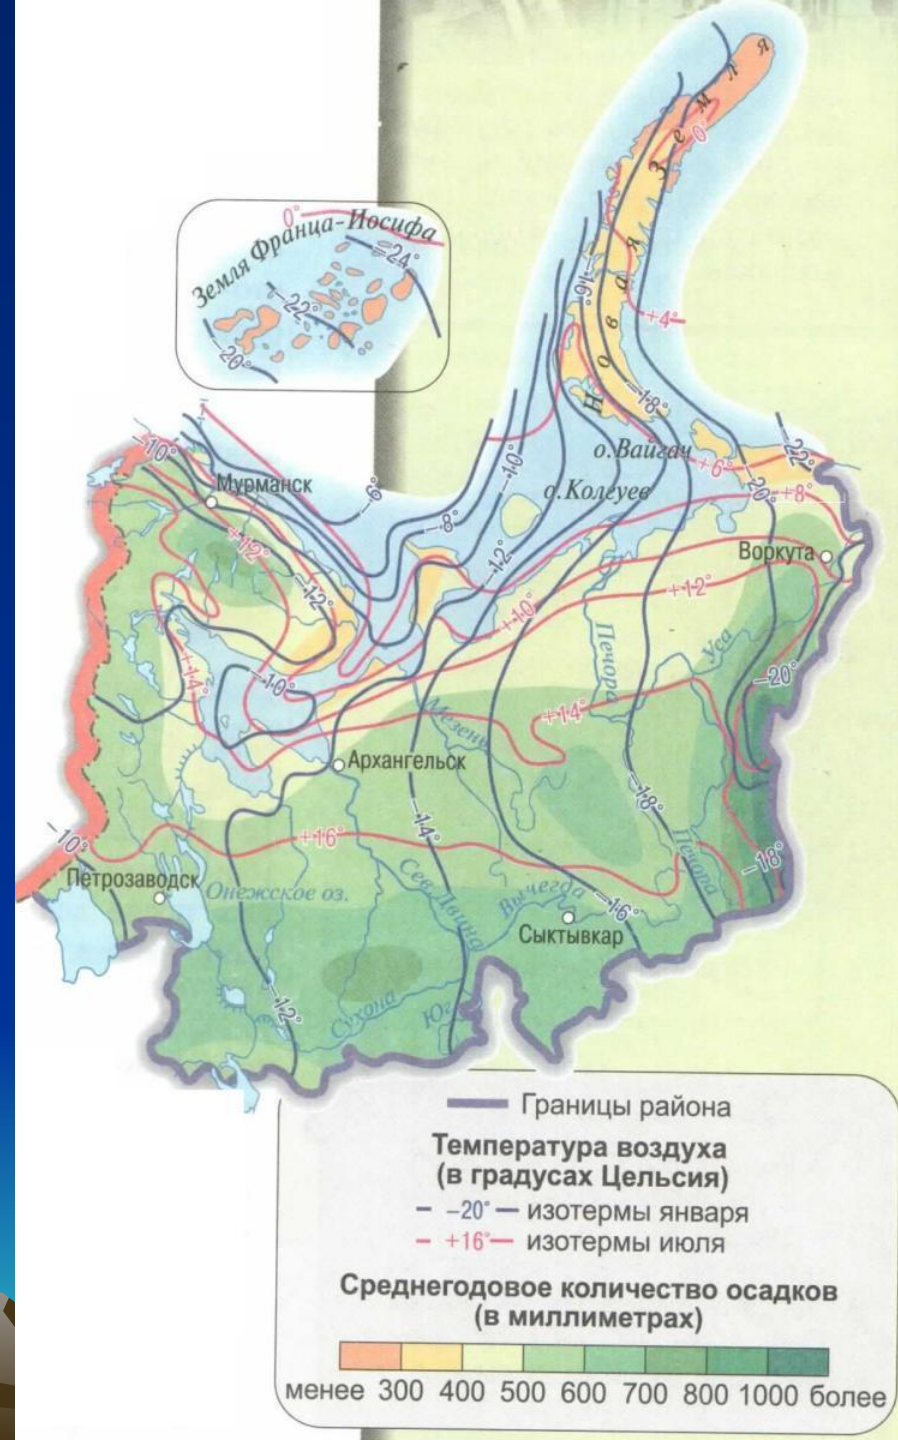 Новая Земля
0°
+4°
-16°
-18°
0°
Земля Франца-Иосифа
-24°
-22°
-20°
-10°
Мурманск
-8°
-10°
о. Вайгач
о. Колгуев
+6°
-20°
-22°
+8°
+12°
-12°
-12°
Воркута
+10°
+12°
Печора
Уса
+14°
-10°
-20°
Мезень
+14°
Архангельск
-14°
-18°
+16°
-10°
Печора
-18°
Петрозаводск
Онежское оз.
Сев. Двина
Вычегда
-16°
Сыктывкар
-12°
Сухона
Юг
Границы района
Температура воздуха
(в градусах Цельсия)
-20° изотермы января
+16° изотермы июля
Среднегодовое количество осадков
(в миллиметрах)
менее 300 400 500 600 700 800 1000 более